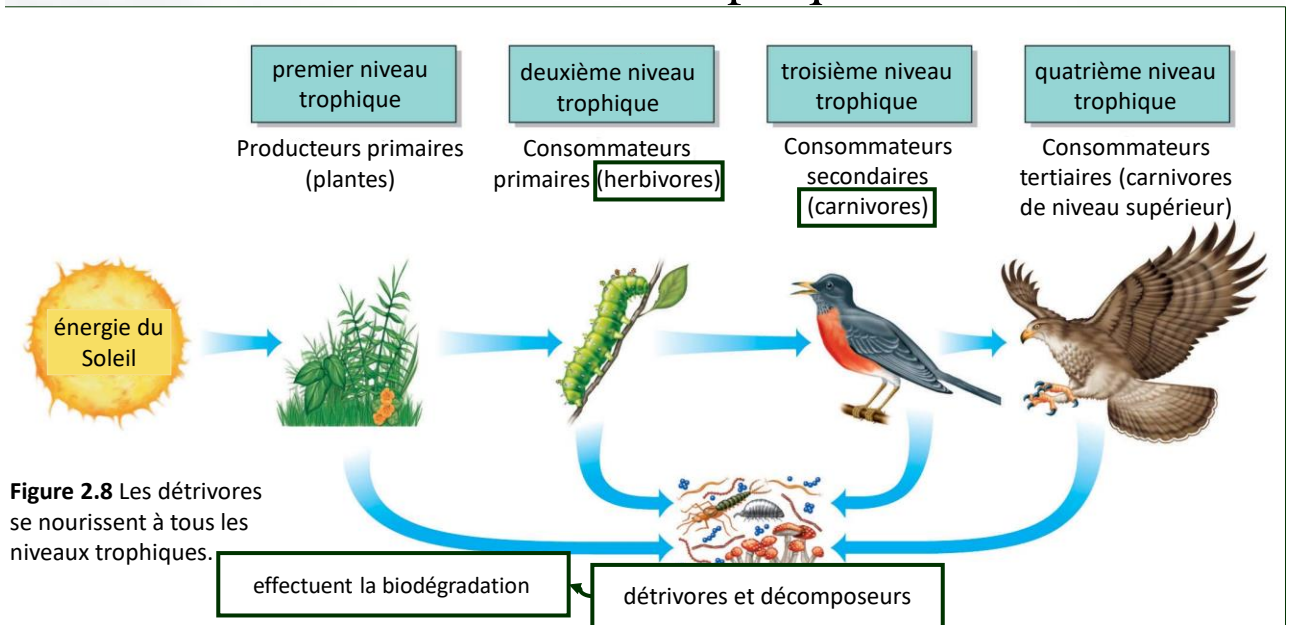 premier niveau
trophique
deuxième niveau
trophique
troisième niveau
trophique
quatrième niveau
trophique
Producteurs primaires
(plantes)
Consommateurs
primaires (herbivores)
Consommateurs
secondaires
(carnivores)
Consommateurs
tertiaires (carnivores
de niveau supérieur)
énergie du
Soleil
Figure 2.8 Les détrivores
se nourissent à tous les
niveaux trophiques.
effectuent la biodégradation
détrivores et décomposeurs